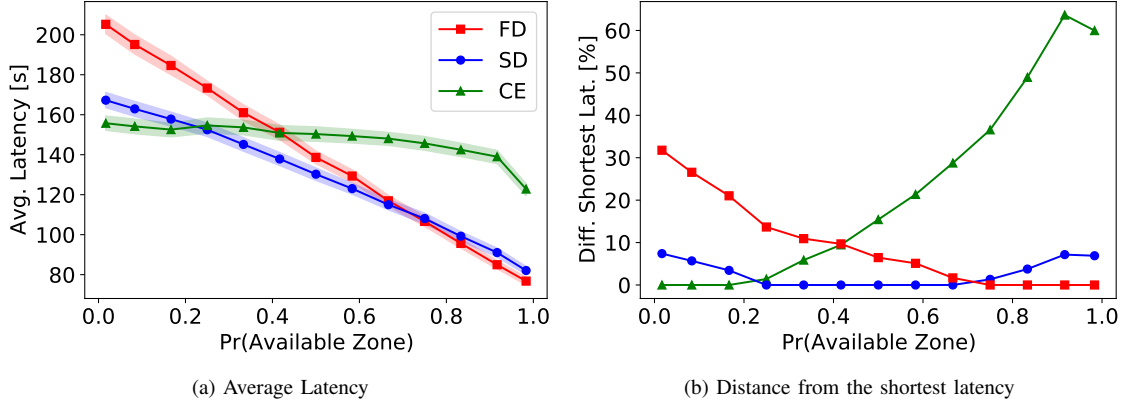 Avg. Latency [s]
200
180
160
140
120
100
80
FD
SD
CE
0.0 0.2 0.4 0.6 0.8 1.0
Pr(Available Zone)
(a) Average Latency
Diff. Shortest Lat. [%]
60
50
40
30
20
10
0
0.0 0.2 0.4 0.6 0.8 1.0
Pr(Available Zone)
(b) Distance from the shortest latency